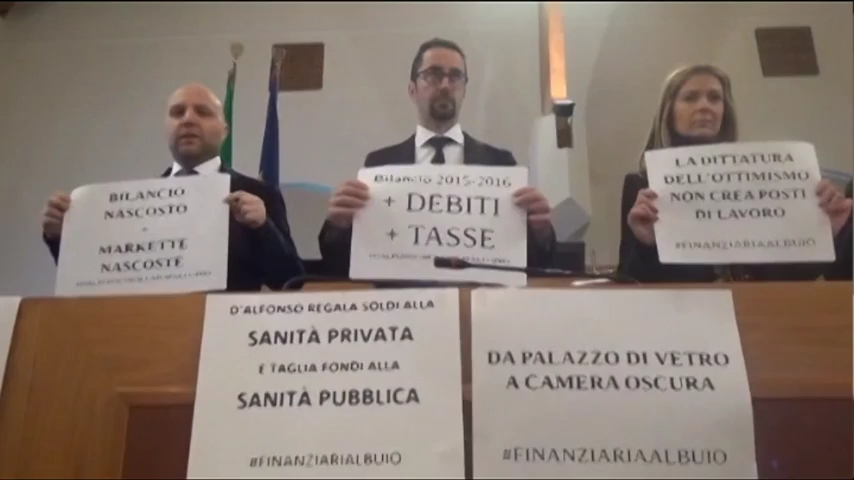 BILANCIO
NASCOSTO
-
MARKETTE
NASCOSTE
Bilancio 2015-2016
+ DEBITI
+ TASSE
LA DITTATURA
DELL'OTTIMISMO
NON CREA POSTI
DI LAVORO
#FINANZIARIAALBUIO
D'ALFONSO REGALA SOLDI ALLA
SANITÀ PRIVATA
E TAGLIA FONDI ALLA
SANITÀ PUBBLICA
#FINANZIARIALBUIO
DA PALAZZO DI VETRO
A CAMERA OSCURA
#FINANZIARIAALBUIO